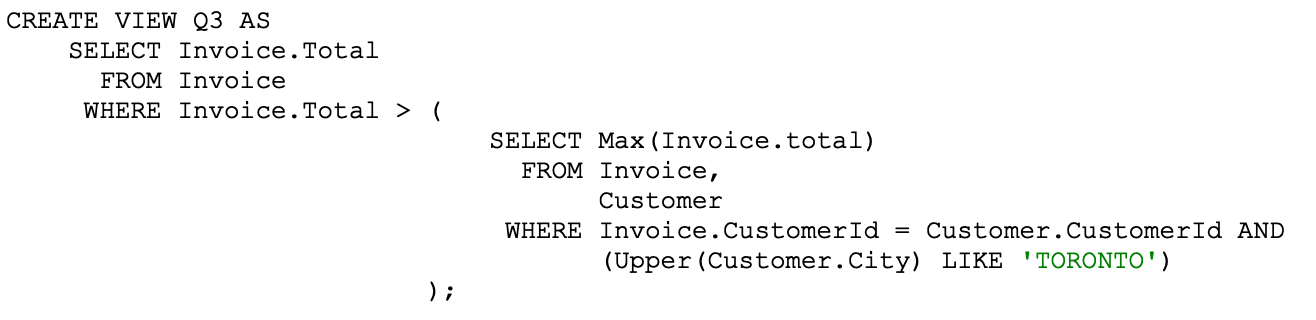 CREATE VIEW Q3 AS
SELECT Invoice.Total
FROM Invoice
WHERE Invoice.Total > (
SELECT Max(Invoice.total)
FROM Invoice,
Customer
WHERE Invoice.CustomerId = Customer.CustomerId AND
(Upper(Customer.City) LIKE 'TORONTO')
);